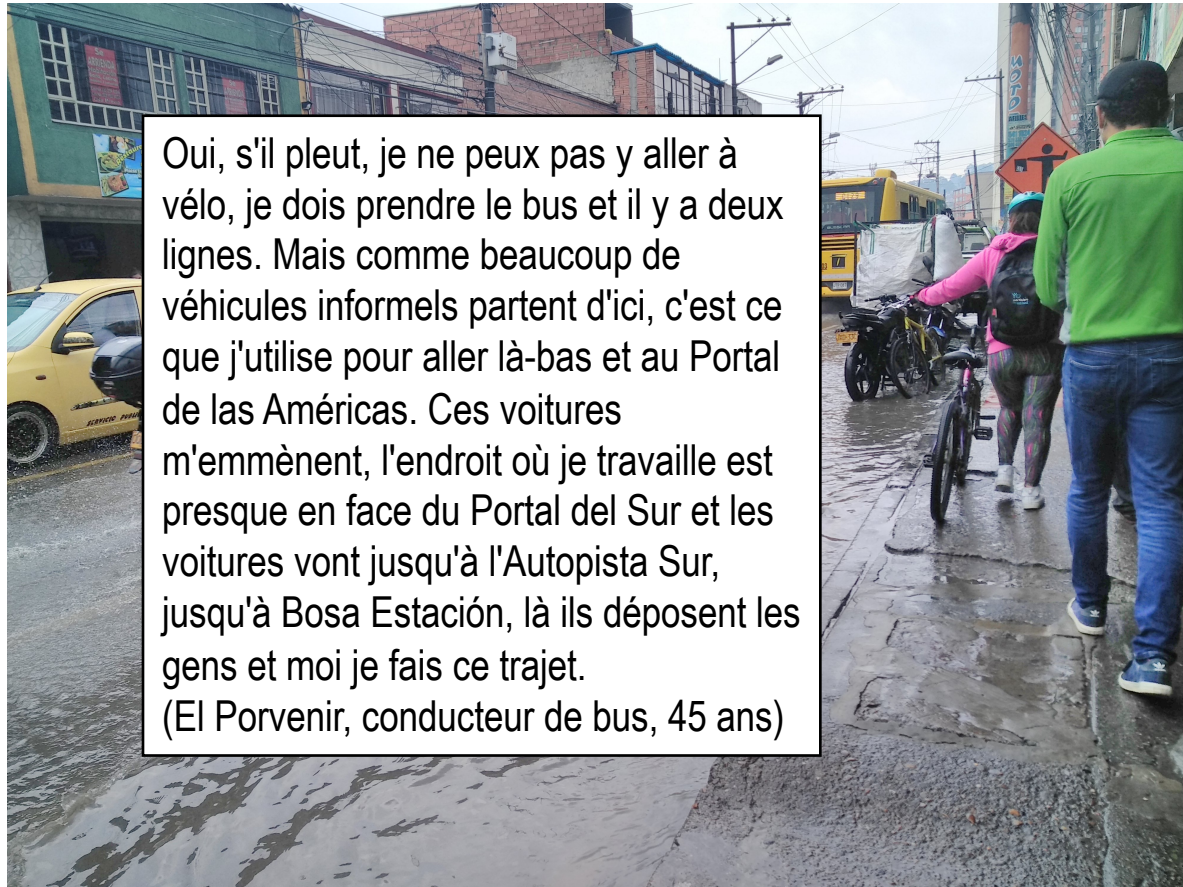 Oui, s'il pleut, je ne peux pas y aller à
vélo, je dois prendre le bus et il y a deux
lignes. Mais comme beaucoup de
véhicules informels partent d'ici, c'est ce
que j'utilise pour aller là-bas et au Portal
de las Américas. Ces voitures
m'emmènent, l'endroit où je travaille est
presque en face du Portal del Sur et les
voitures vont jusqu'à l'Autopista Sur,
jusqu'à Bosa Estación, là ils déposent les
gens et moi je fais ce trajet.
(El Porvenir, conducteur de bus, 45 ans)
MOTO